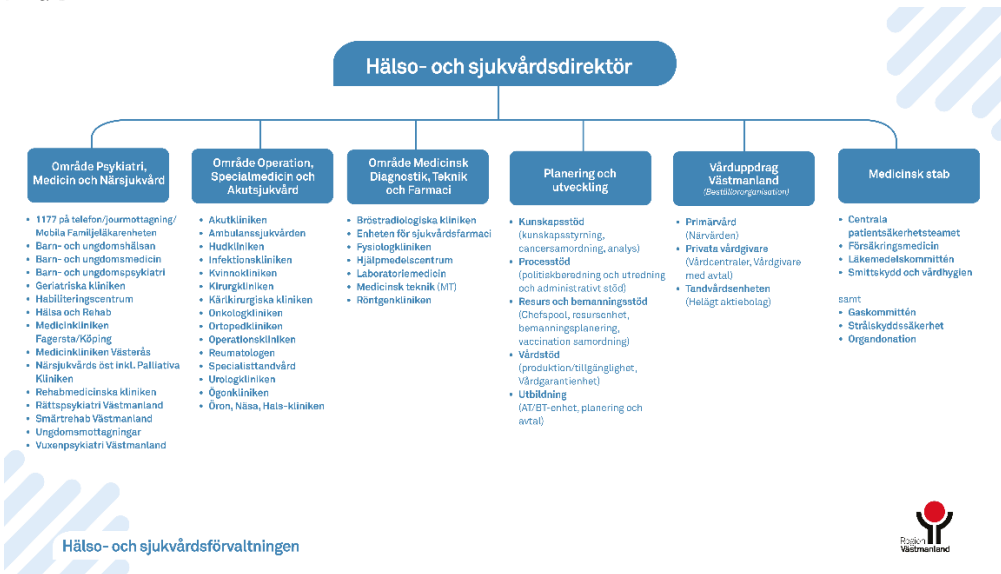 Hälso- och sjukvårdsdirektör
Område Psykiatri,
Medicin och Närsjukvård
• 1177 på telefon/jourmottagning/
Mobila Familjeläkarenheten
• Barn- och ungdomshälsan
• Barn- och ungdomsmedicin
• Barn- och ungdomspsykiatri
• Geriatriska kliniken
• Habiliteringscentrum
• Hälsa och Rehab
• Medicinkliniken
Fagersta/Köping
• Medicinkliniken Västerås
• Närsjukvårds öst inkl. Palliativa
Kliniken
• Rehabmedicinska kliniken
• Rättspsykiatri Västmanland
• Smärtrehab Västmanland
• Ungdomsmottagningar
• Vuxenpsykiatri Västmanland
Område Operation,
Specialmedicin och
Akutsjukvård
• Akutkliniken
• Ambulanssjukvården
• Hudkliniken
• Infektionskliniken
• Kvinnokliniken
• Kirurgkliniken
• Kärlkirurgiska kliniken
• Onkologkliniken
• Ortopedkliniken
• Operationskliniken
• Reumatologen
• Specialisttandvård
• Urologkliniken
• Ögonkliniken
• Öron, Näsa, Hals-kliniken
Område Medicinsk
Diagnostik, Teknik
och Farmaci
• Bröstradiologiska kliniken
• Enheten för sjukvårdsfarmaci
• Fysiologkliniken
• Hjälpmedelscentrum
• Laboratoriemedicin
• Medicinsk teknik (MT)
• Röntgenkliniken
Planering och
utveckling
• Kunskapsstöd
(kunskapsstyrning,
cancersamordning, analys)
• Processtöd
(politiskberedning och utredning
och administrativt stöd)
• Resurs och bemanningsstöd
(Chefspool, resursenhet,
bemanningsplanering,
vaccination samordning)
• Vårdstöd
(produktion/tillgänglighet,
Vårdgarantienhet)
• Utbildning
(AT/BT-enhet, planering och
avtal)
Vårduppdrag
Västmanland
(Beställarorganisation)
• Primärvård
(Närvården)
• Privata vårdgivare
(Vårdcentraler, Vårdgivare
med avtal)
• Tandvårdsenheten
(Helägt aktiebolag)
Medicinsk stab
• Centrala
patientsäkerhetsteamet
• Försäkringsmedicin
• Läkemedelskommittén
• Smittskydd och vårdhygien
samt
• Gaskommittén
• Strålskyddssäkerhet
• Organdonation
Hälso- och sjukvårdsförvaltningen
Region
Västmanland